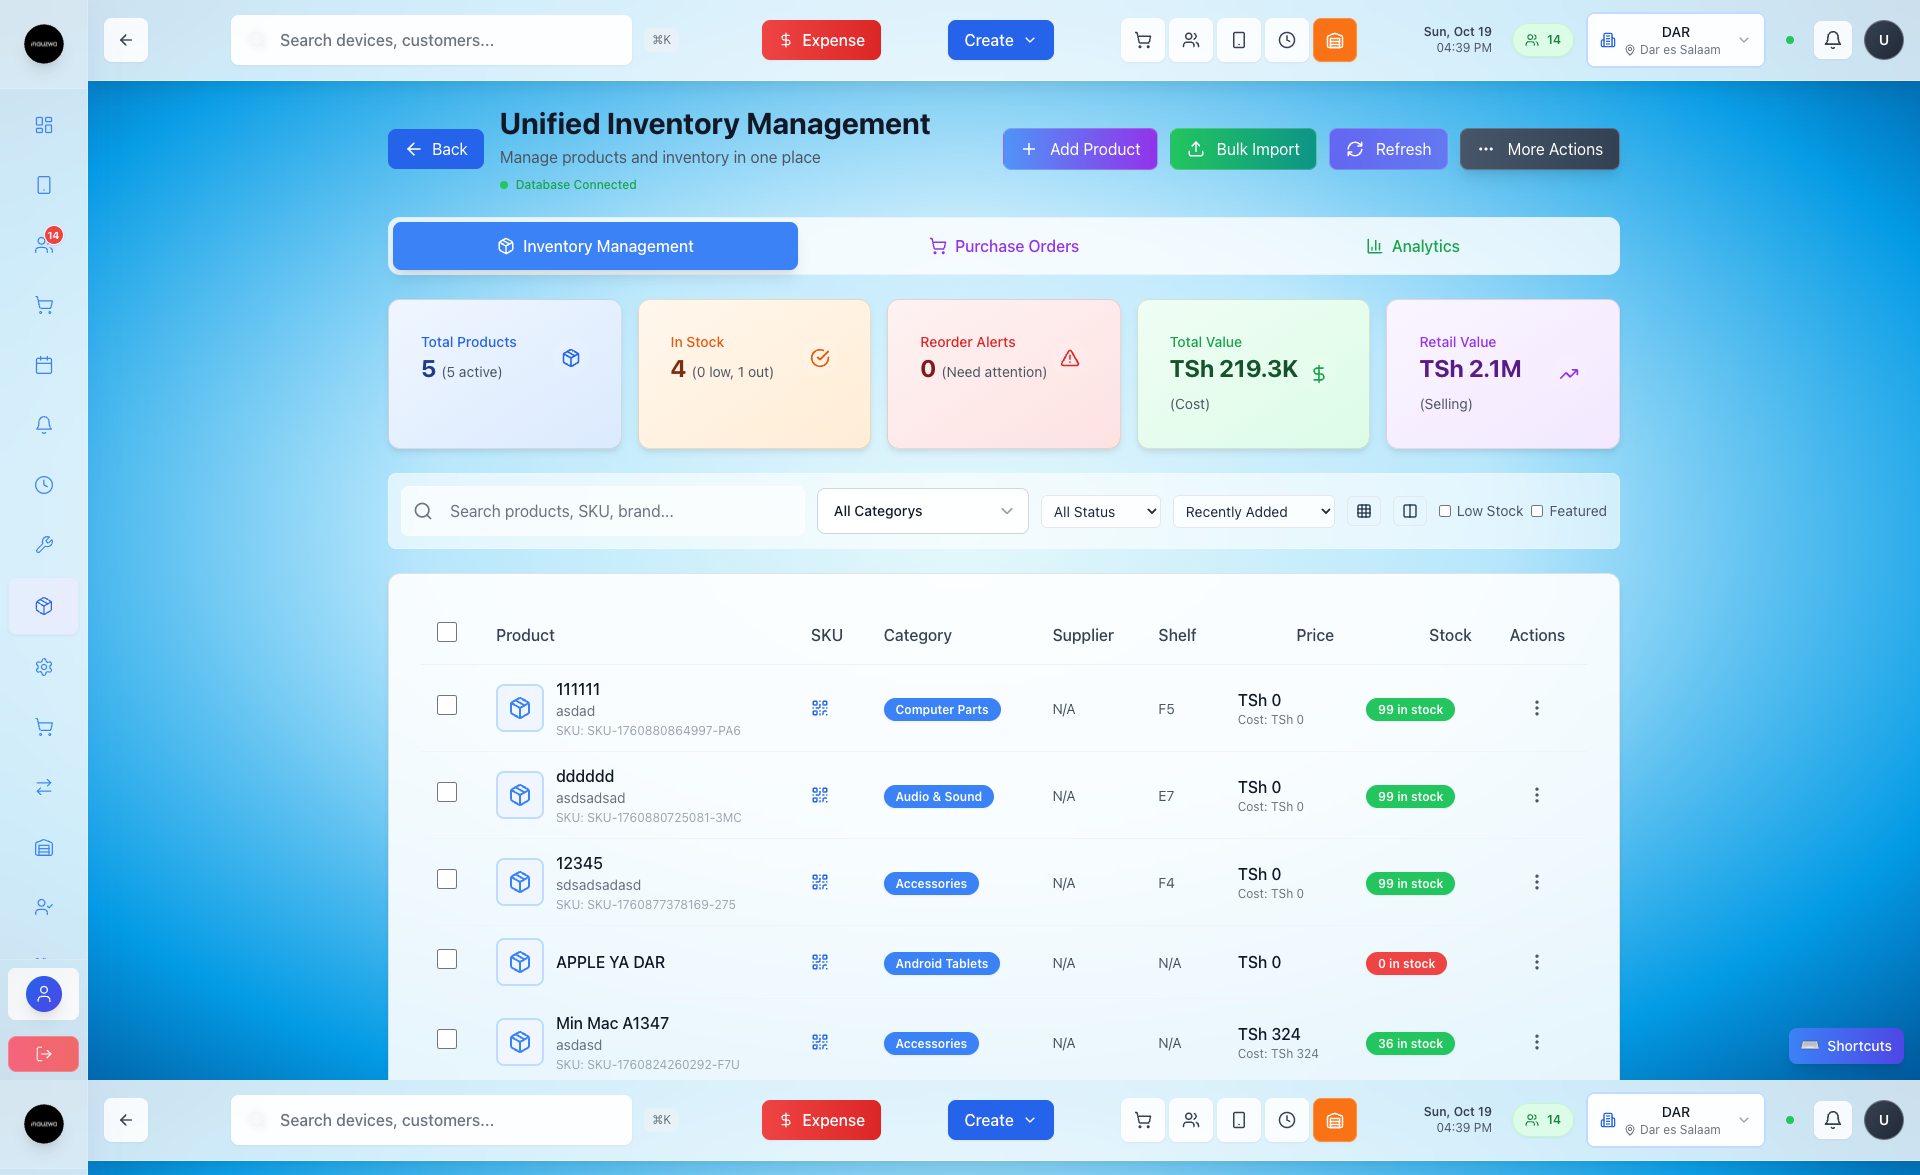 inauzwa
Search devices, customers...
⌘K
Expense
Create
Sun, Oct 19
04:39 PM
14
DAR
Dar es Salaam
U
14
Back
Unified Inventory Management
Manage products and inventory in one place
Database Connected
Add Product
Bulk Import
Refresh
More Actions
Inventory Management
Purchase Orders
Analytics
Total Products
5 (5 active)
In Stock
4 (0 low, 1 out)
Reorder Alerts
0 (Need attention)
Total Value
TSh 219.3K
(Cost)
Retail Value
TSh 2.1M
(Selling)
Search products, SKU, brand...
All Categorys
All Status
Recently Added
Low Stock
Featured
Product SKU Category Supplier Shelf Price Stock Actions
111111
asdad
SKU: SKU-1760880864997-PA6
Computer Parts
N/A
F5
TSh 0
Cost: TSh 0
99 in stock
dddddd
asdsadsad
SKU: SKU-1760880725081-3MC
Audio & Sound
N/A
E7
TSh 0
Cost: TSh 0
99 in stock
12345
sdsadsadasd
SKU: SKU-1760877378169-275
Accessories
N/A
F4
TSh 0
Cost: TSh 0
99 in stock
APPLE YA DAR
Android Tablets
N/A
N/A
TSh 0
0 in stock
Min Mac A1347
asdasd
SKU: SKU-1760824260292-F7U
Accessories
N/A
N/A
TSh 324
Cost: TSh 324
36 in stock
Shortcuts
inauzwa
Search devices, customers...
⌘K
Expense
Create
Sun, Oct 19
04:39 PM
14
DAR
Dar es Salaam
U